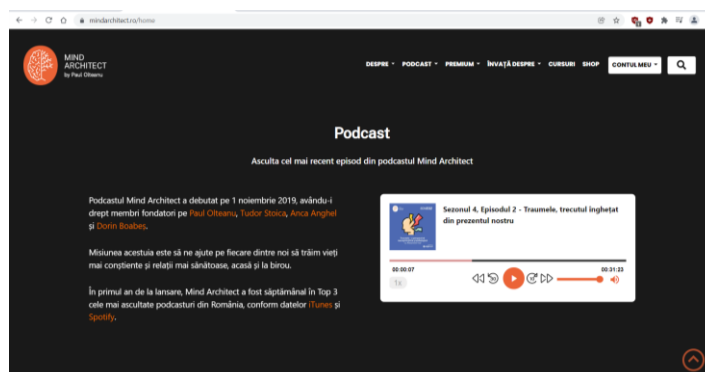 mindarchitect.ro/home
MIND
ARCHITECT
by Paul Olteanu
DESPRE
PODCAST
PREMIUM
ÎNVAȚĂ DESPRE
CURSURI
SHOP
CONTUL MEU
Podcast
Asculta cel mai recent episod din podcastul Mind Architect
Podcastul Mind Architect a debutat pe 1 noiembrie 2019, avându-i
drept membri fondatori pe Paul Olteanu, Tudor Stoica, Anca Anghel
și Dorin Boabeș.
Misiunea acestuia este să ne ajute pe fiecare dintre noi să trăim vieți
mai conștiente și relații mai sănătoase, acasă și la birou.
În primul an de la lansare, Mind Architect a fost săptămânal în Top 3
cele mai ascultate podcasturi din România, conform datelor iTunes și
Spotify.
Sezonul 4, Episodul 2 - Traumele, trecutul înghețat
din prezentul nostru
00:00:07
00:31:23
1x
30
30